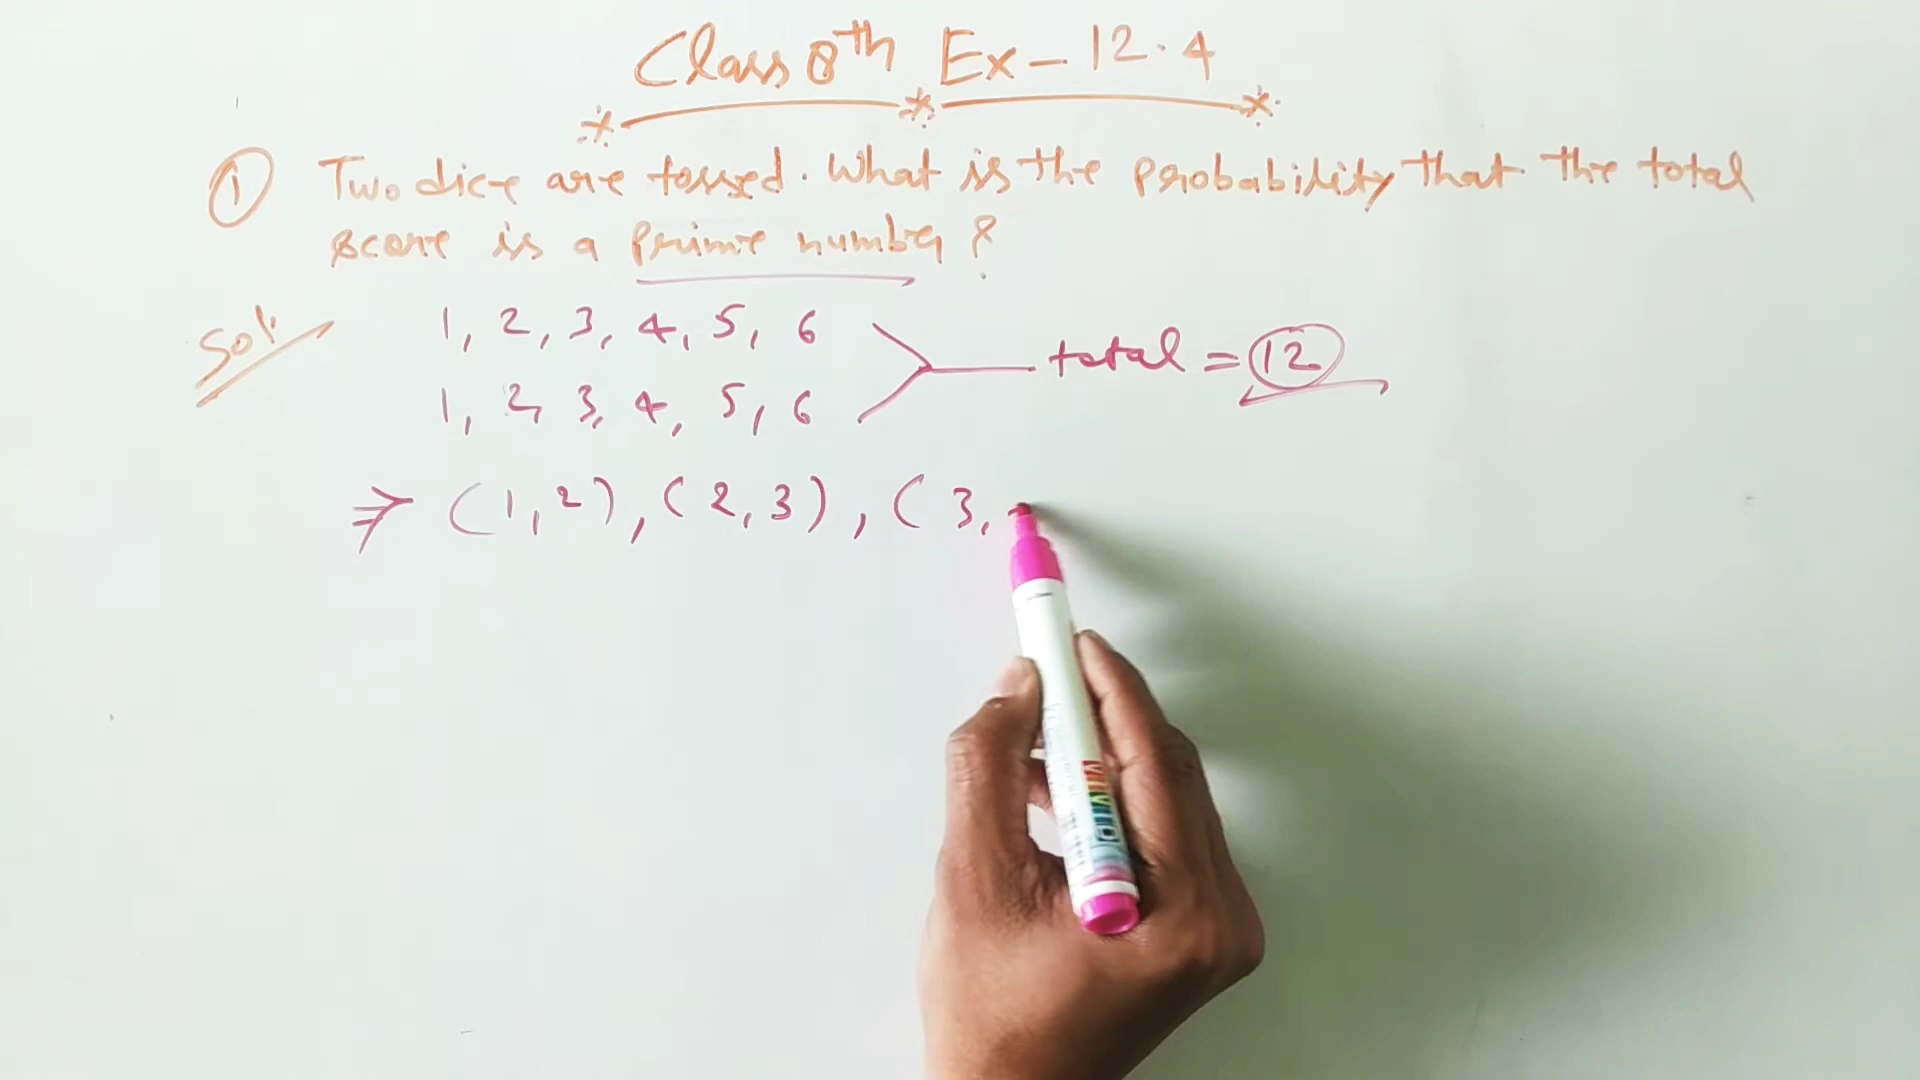 Class 8th Ex - 12.4
① Two dice are tossed. What is the probability that the total
score is a prime number?
Sol.
1, 2, 3, 4, 5, 6
total = 12
1, 2, 3, 4, 5, 6
⇒ (1,2), (2,3), (3,
VIVID